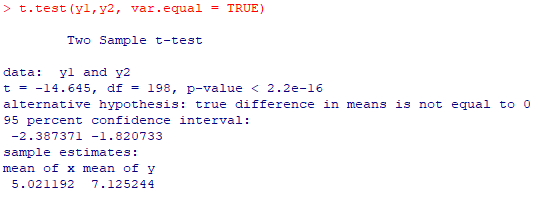 > t.test(y1,y2, var.equal = TRUE)
Two Sample t-test
data:  y1 and y2
t = -14.645, df = 198, p-value < 2.2e-16
alternative hypothesis: true difference in means is not equal to 0
95 percent confidence interval:
-2.387371 -1.820733
sample estimates:
mean of x mean of y
5.021192  7.125244